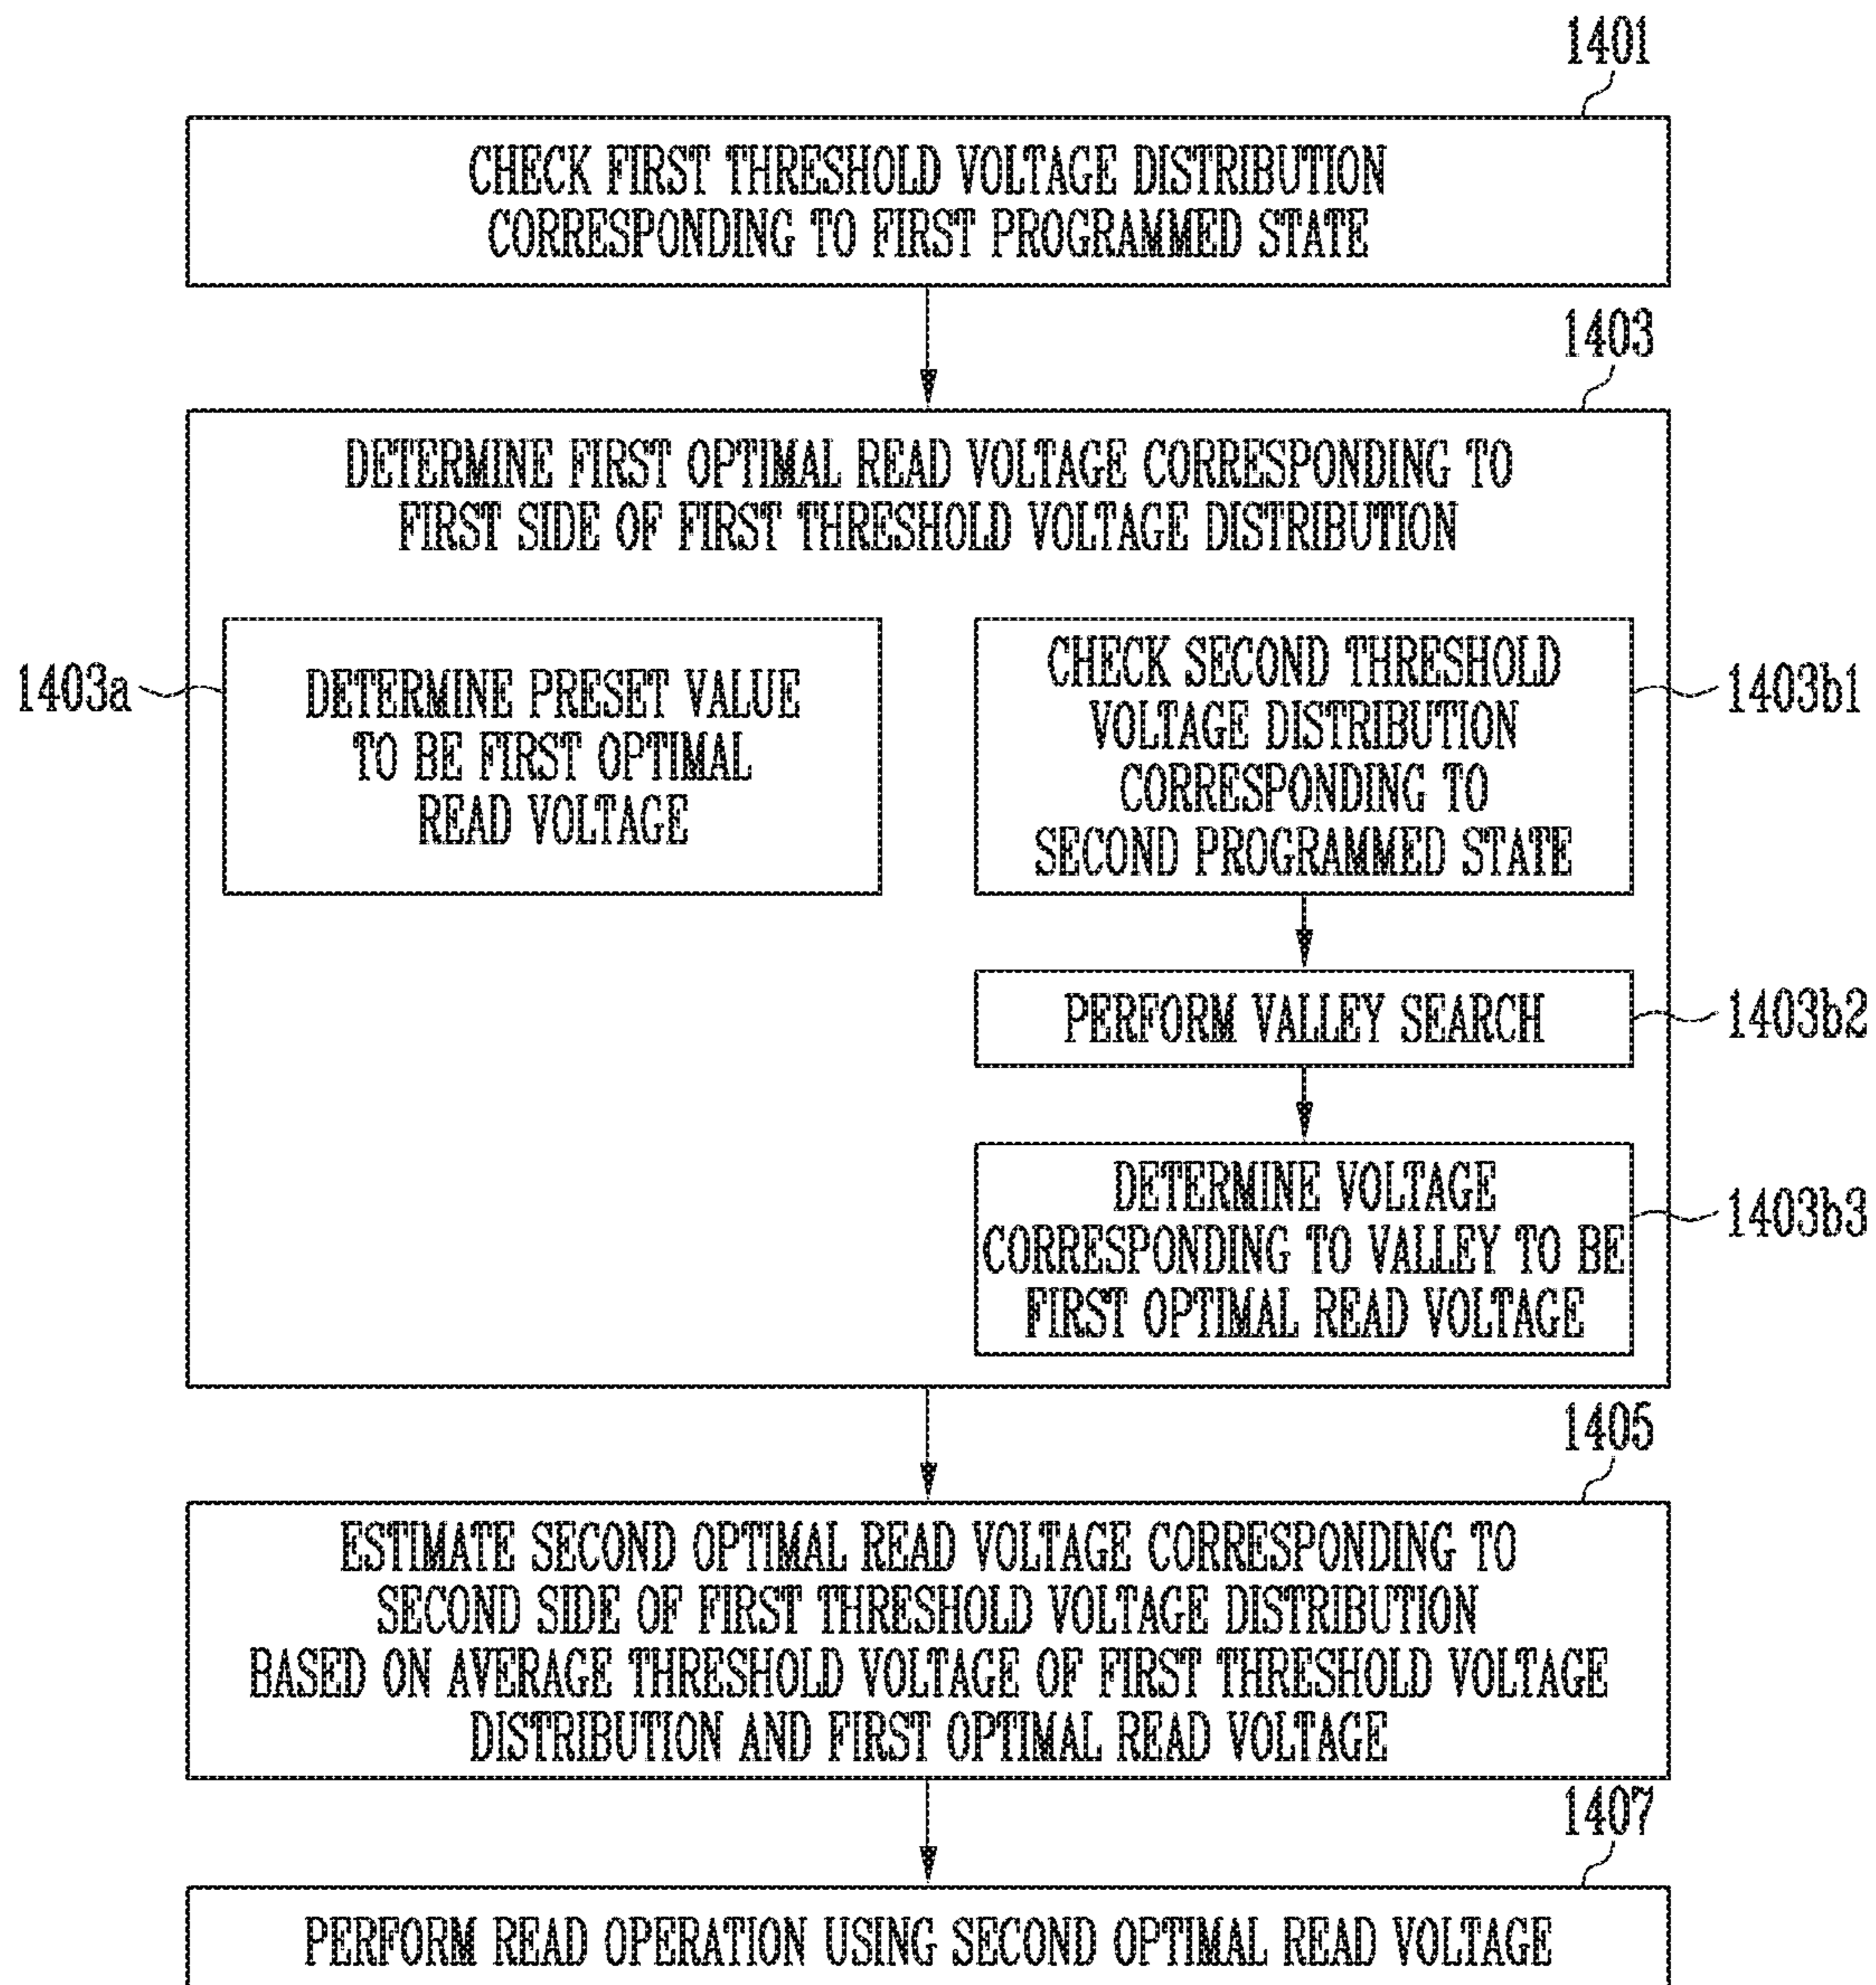 1401
CHECK FIRST THRESHOLD VOLTAGE DISTRIBUTION
CORRESPONDING TO FIRST PROGRAMMED STATE
1403
DETERMINE FIRST OPTIMAL READ VOLTAGE CORRESPONDING TO
FIRST SIDE OF FIRST THRESHOLD VOLTAGE DISTRIBUTION
1403a
DETERMINE PRESET VALUE
TO BE FIRST OPTIMAL
READ VOLTAGE
CHECK SECOND THRESHOLD
VOLTAGE DISTRIBUTION
CORRESPONDING TO
SECOND PROGRAMMED STATE
1403b1
PERFORM VALLEY SEARCH
1403b2
DETERMINE VOLTAGE
CORRESPONDING TO VALLEY TO BE
FIRST OPTIMAL READ VOLTAGE
1403b3
1405
ESTIMATE SECOND OPTIMAL READ VOLTAGE CORRESPONDING TO
SECOND SIDE OF FIRST THRESHOLD VOLTAGE DISTRIBUTION
BASED ON AVERAGE THRESHOLD VOLTAGE OF FIRST THRESHOLD VOLTAGE
DISTRIBUTION AND FIRST OPTIMAL READ VOLTAGE
1407
PERFORM READ OPERATION USING SECOND OPTIMAL READ VOLTAGE